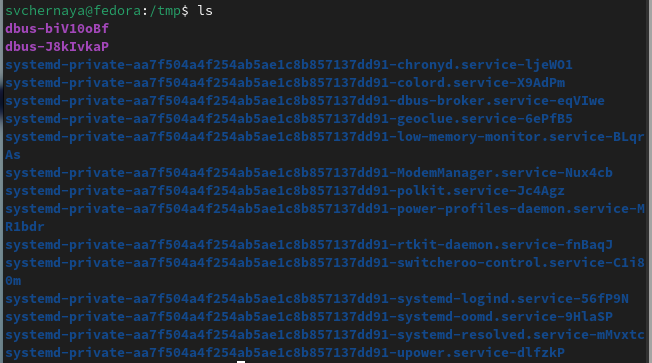 svchernaya@fedora:/tmp$ ls
dbus-biV10oBf
dbus-J8kIvkaP
systemd-private-aa7f504a4f254ab5ae1c8b857137dd91-chronyd.service-ljeWO1
systemd-private-aa7f504a4f254ab5ae1c8b857137dd91-colord.service-X9AdPm
systemd-private-aa7f504a4f254ab5ae1c8b857137dd91-dbus-broker.service-eqVIwe
systemd-private-aa7f504a4f254ab5ae1c8b857137dd91-geoclue.service-6ePfB5
systemd-private-aa7f504a4f254ab5ae1c8b857137dd91-low-memory-monitor.service-BLqr
As
systemd-private-aa7f504a4f254ab5ae1c8b857137dd91-ModemManager.service-Nux4cb
systemd-private-aa7f504a4f254ab5ae1c8b857137dd91-polkit.service-Jc4Agz
systemd-private-aa7f504a4f254ab5ae1c8b857137dd91-power-profiles-daemon.service-M
R1bdr
systemd-private-aa7f504a4f254ab5ae1c8b857137dd91-rtkit-daemon.service-fnBaqJ
systemd-private-aa7f504a4f254ab5ae1c8b857137dd91-switcheroo-control.service-C1i8
0m
systemd-private-aa7f504a4f254ab5ae1c8b857137dd91-systemd-logind.service-56fP9N
systemd-private-aa7f504a4f254ab5ae1c8b857137dd91-systemd-oomd.service-9HlaSP
systemd-private-aa7f504a4f254ab5ae1c8b857137dd91-systemd-resolved.service-mMvxtc
systemd-private-aa7f504a4f254ab5ae1c8b857137dd91-upower.service-dlfzkP